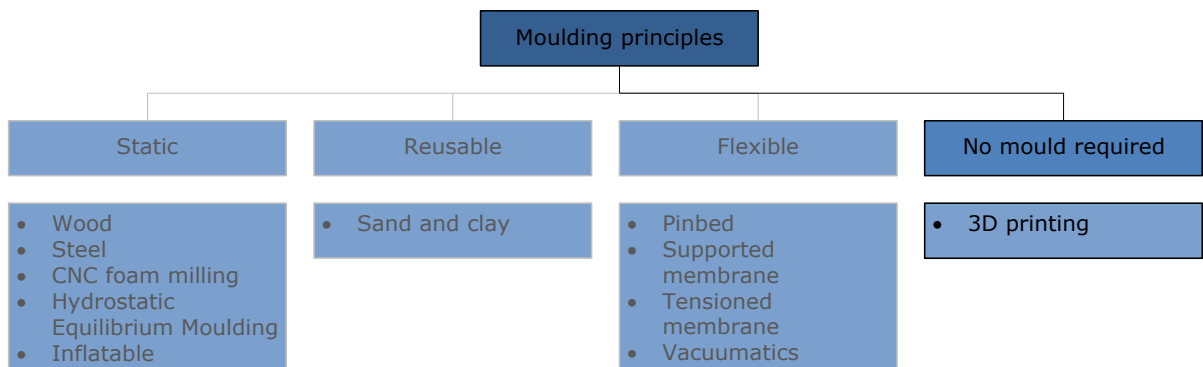 Moulding principles
Static
Reusable
Flexible
No mould required
• Wood
• Steel
• CNC foam milling
• Hydrostatic
Equilibrium Moulding
• Inflatable
• Sand and clay
• Pinbed
• Supported
membrane
• Tensioned
membrane
• Vacuumatics
• 3D printing